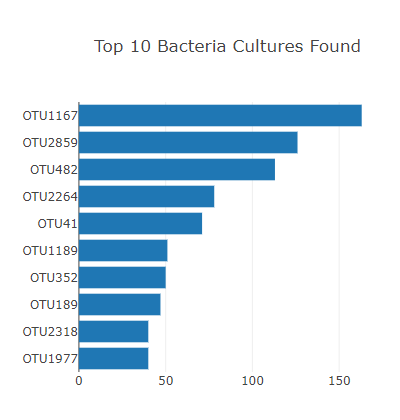 Top 10 Bacteria Cultures Found
OTU1167
OTU2859
OTU482
OTU2264
OTU41
OTU1189
OTU352
OTU189
OTU2318
OTU1977
0 50 100 150